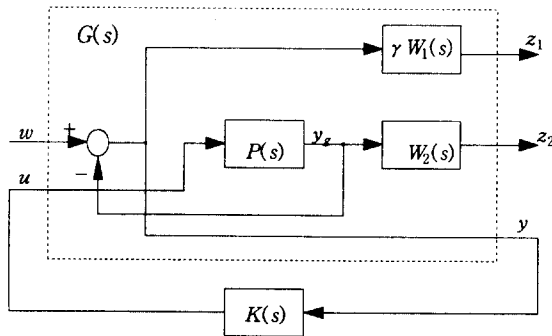 G(s)
γ W₁(s)
z₁
w
+
−
u
P(s)
y_g
W₂(s)
z₂
y
K(s)